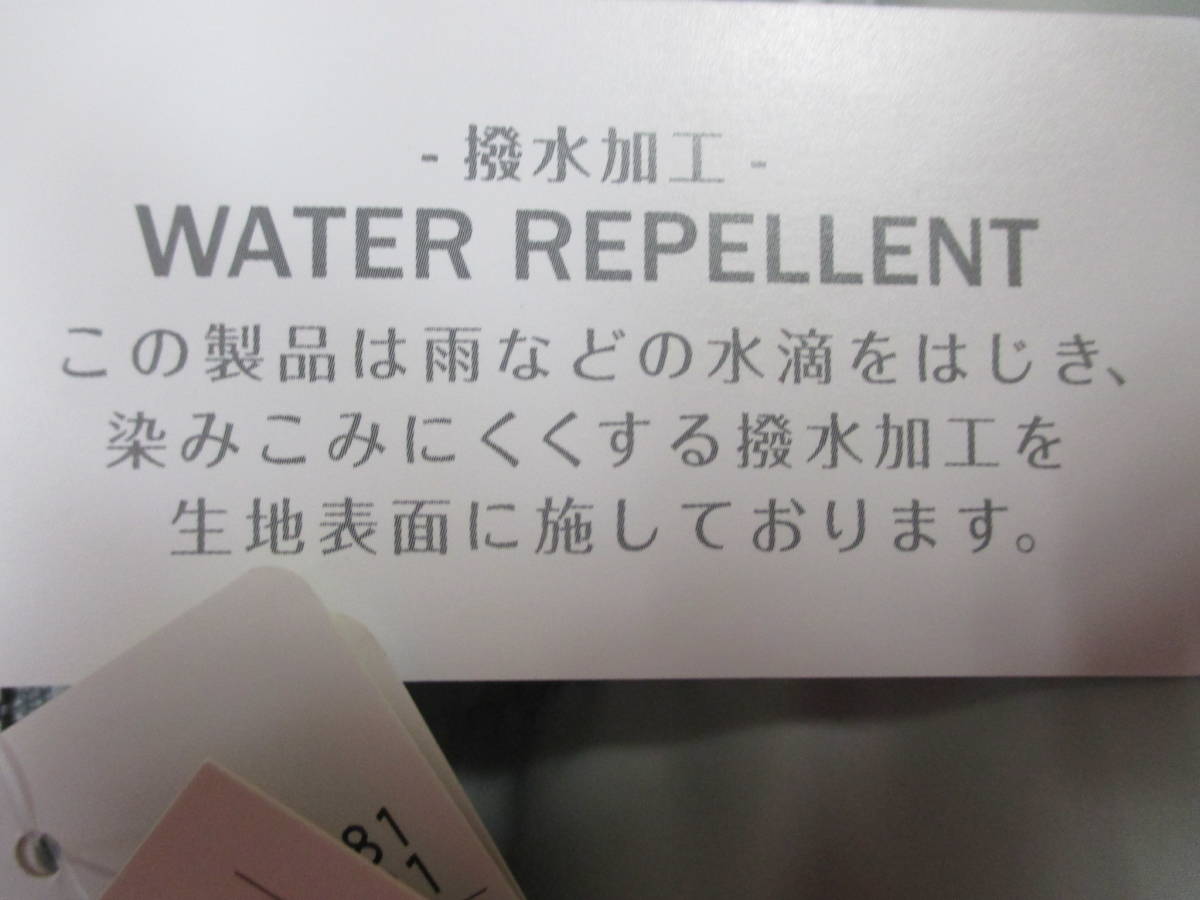 - 撥水加工 -
WATER REPELLENT
この製品は雨などの水滴をはじき、
染みこみにくくする撥水加工を
生地表面に施しております。
81
1